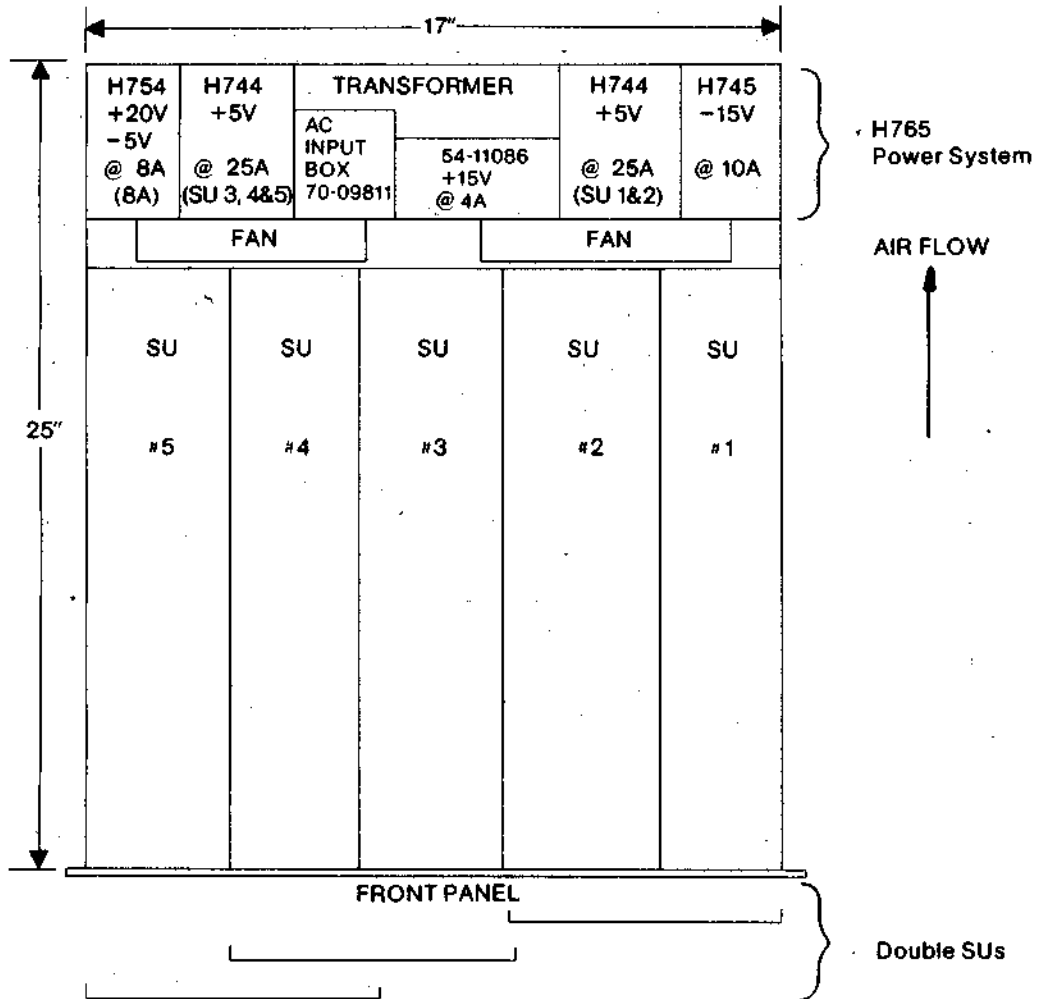 17"
H754
+20V
-5V
@ 8A
(8A)
H744
+5V
@ 25A
(SU 3, 4&5)
TRANSFORMER
AC
INPUT
BOX
70-09811
54-11086
+15V
@ 4A
H744
+5V
@ 25A
(SU 1&2)
H745
-15V
@ 10A
H765
Power System
FAN
FAN
AIR FLOW
SU
#5
SU
#4
SU
#3
SU
#2
SU
#1
25"
FRONT PANEL
Double SUs